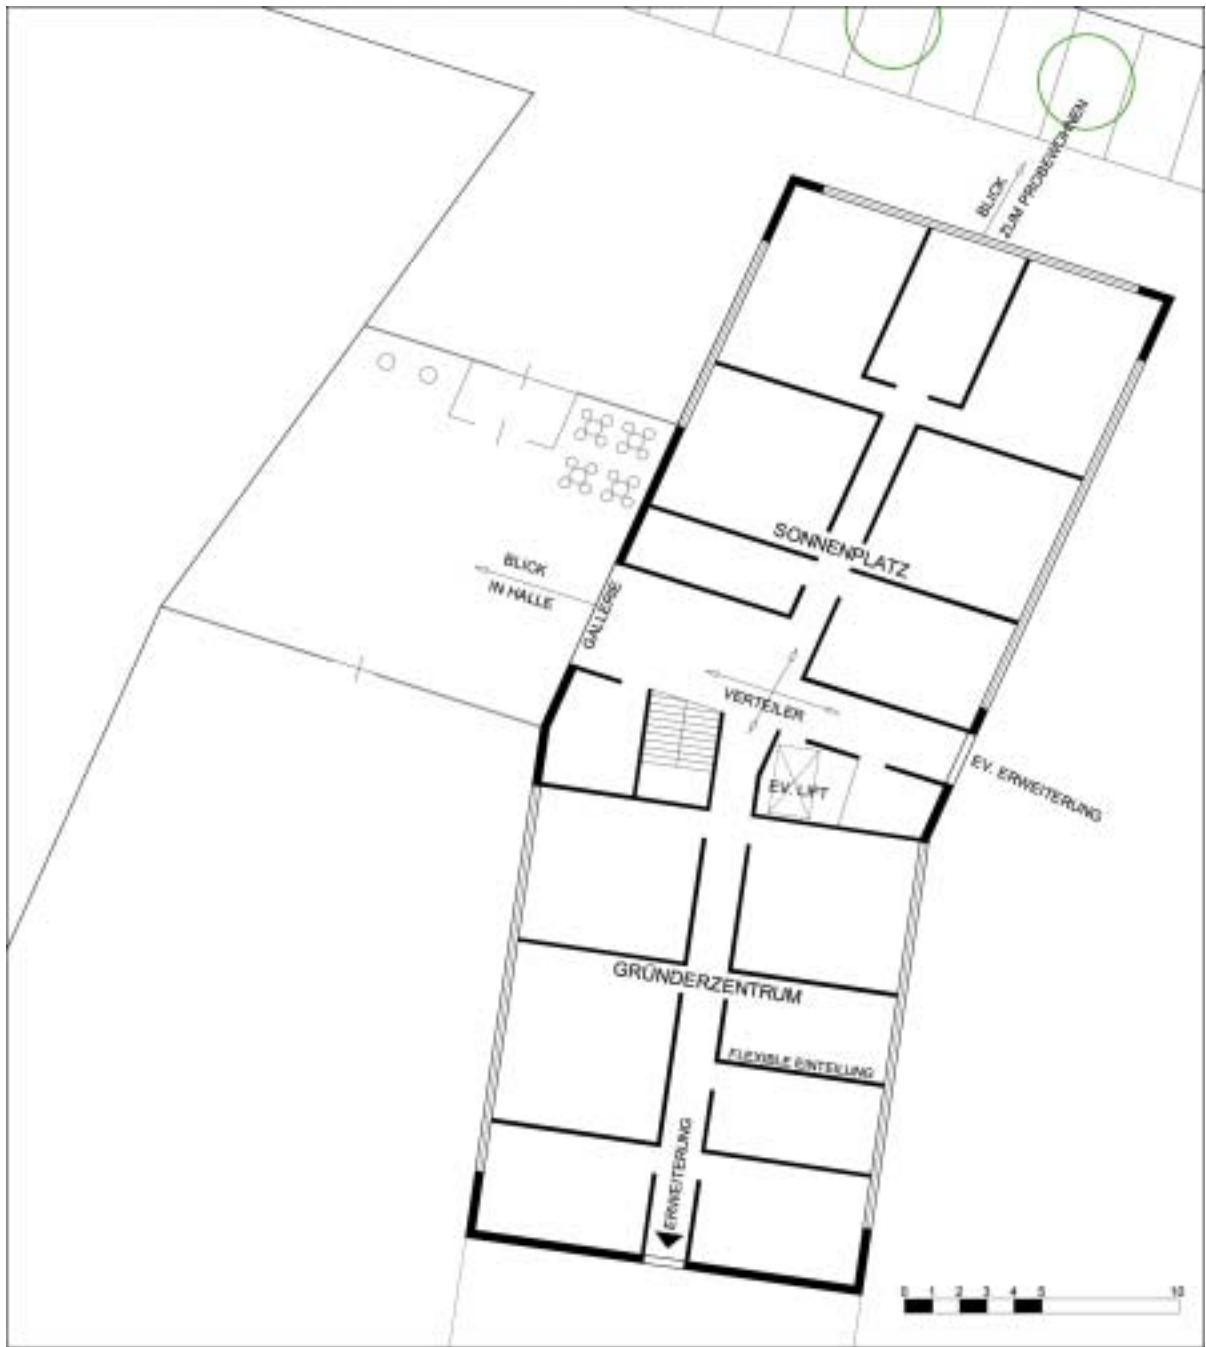 BLICK
ZUM PROBEWOHNEN
SONNENPLATZ
BLICK
IN HALLE
GALLERIE
VERTEILER
EV. LIFT
EV. ERWEITERUNG
GRÜNDERZENTRUM
FLEXIBLE EINTEILUNG
ERWEITERUNG
0 1 2 3 4 5 10